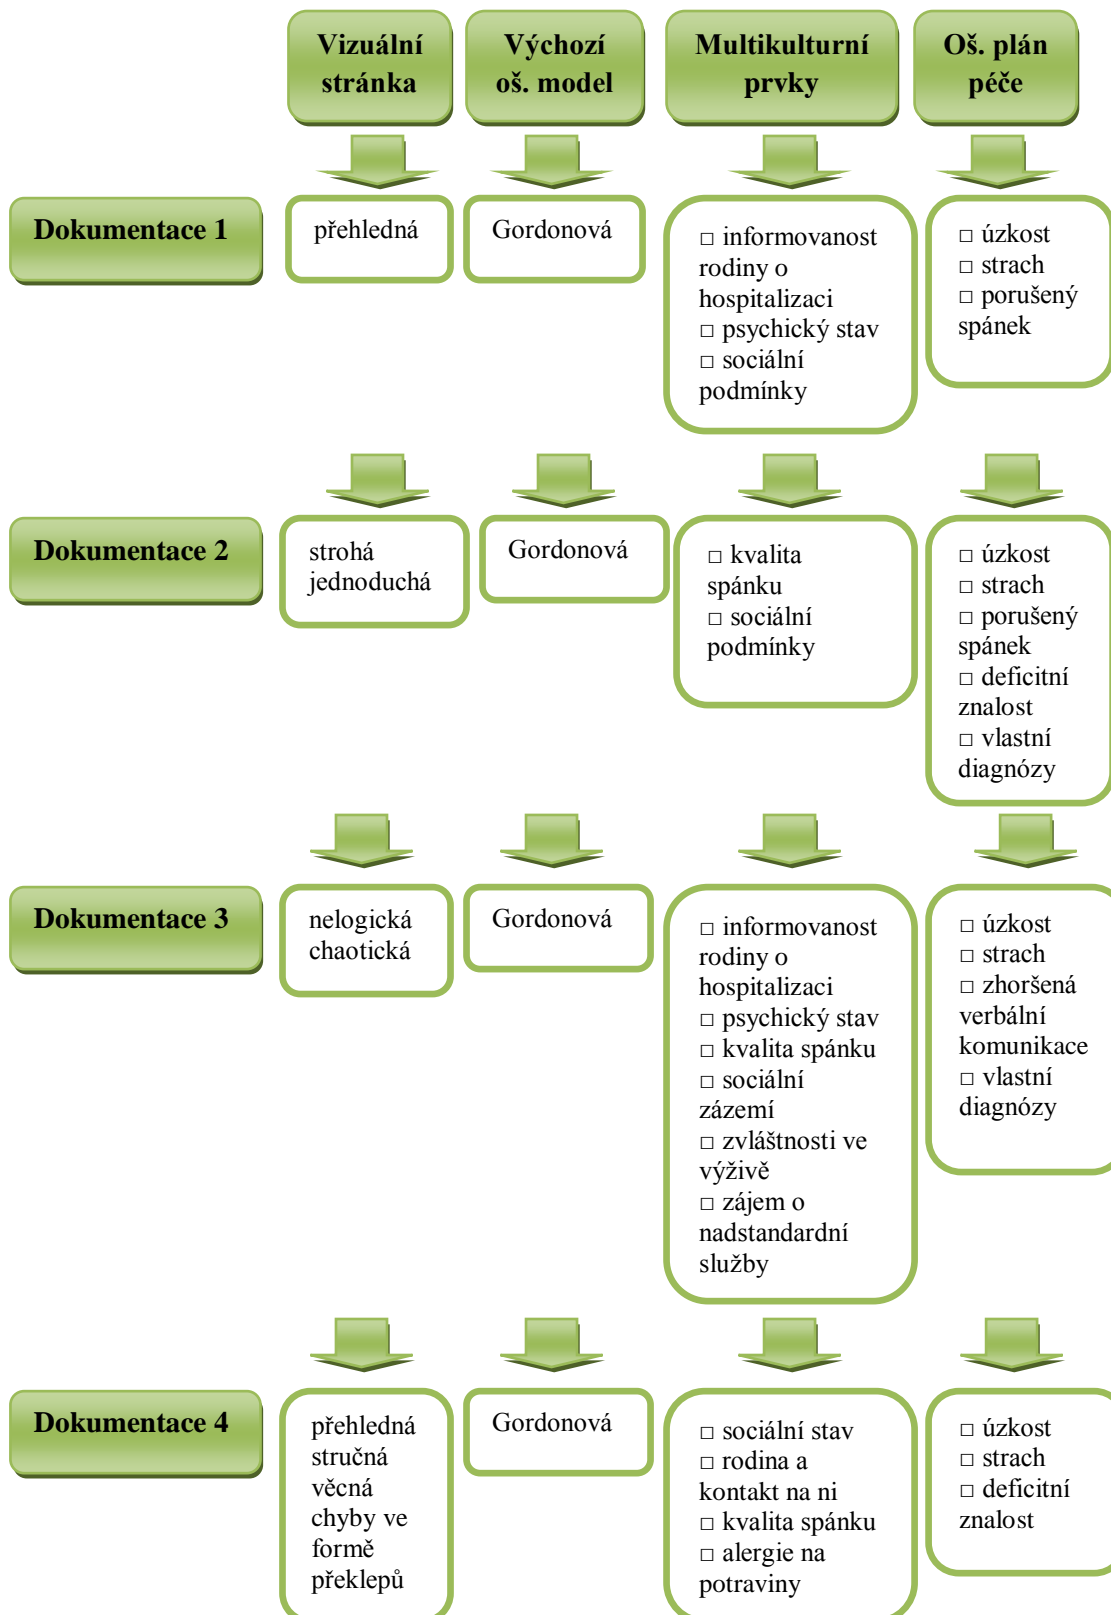 Vizuální
stránka
Výchozí
oš. model
Multikulturní
prvky
Oš. plán
péče
Dokumentace 1
přehledná
Gordonová
□ informovanost
rodiny o
hospitalizaci
□ psychický stav
□ sociální
podmínky
□ úzkost
□ strach
□ porušený
spánek
Dokumentace 2
strohá
jednoduchá
Gordonová
□ kvalita
spánku
□ sociální
podmínky
□ úzkost
□ strach
□ porušený
spánek
□ deficitní
znalost
□ vlastní
diagnózy
Dokumentace 3
nelogická
chaotická
Gordonová
□ informovanost
rodiny o
hospitalizaci
□ psychický stav
□ kvalita spánku
□ sociální
zázemí
□ zvláštnosti ve
výživě
□ zájem o
nadstandardní
služby
□ úzkost
□ strach
□ zhoršená
verbální
komunikace
□ vlastní
diagnózy
Dokumentace 4
přehledná
stručná
věcná
chyby ve
formě
překlepů
Gordonová
□ sociální stav
□ rodina a
kontakt na ni
□ kvalita spánku
□ alergie na
potraviny
□ úzkost
□ strach
□ deficitní
znalost